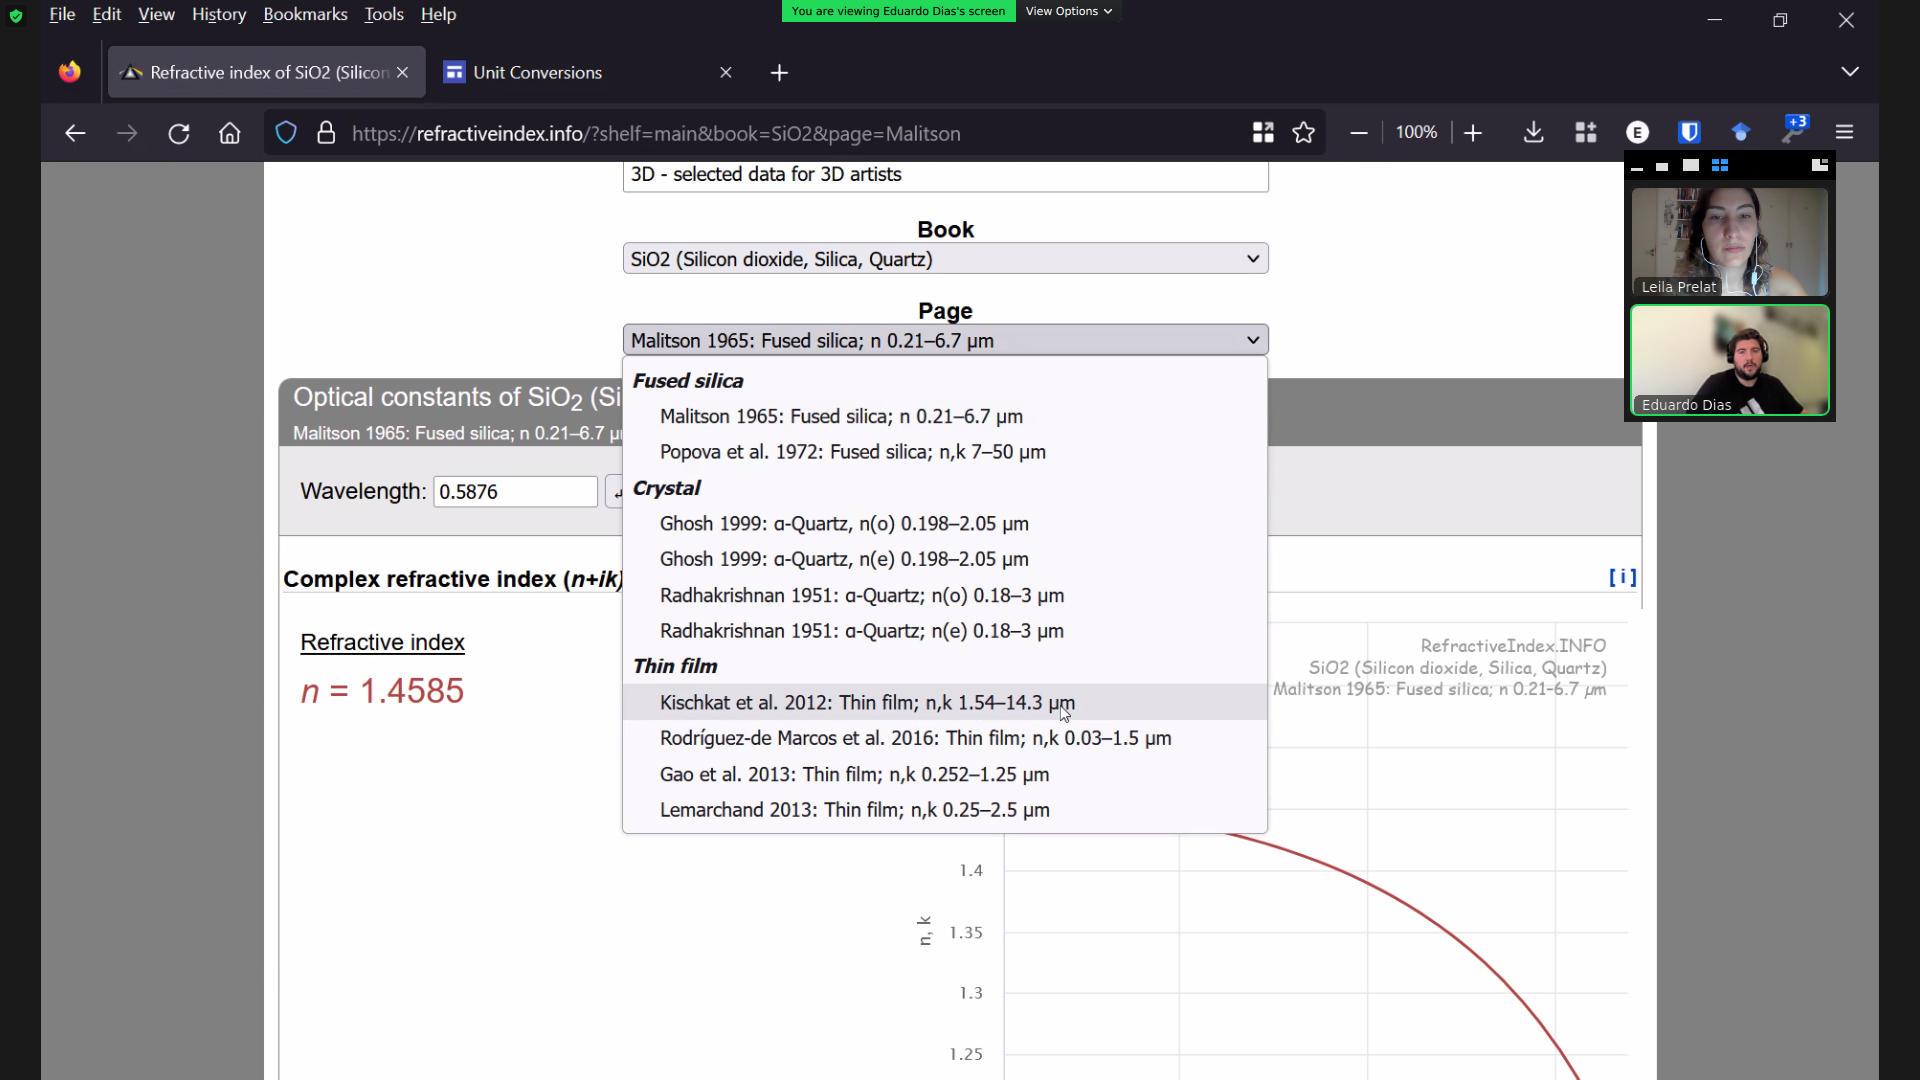 File Edit View History Bookmarks Tools Help
You are viewing Eduardo Dias's screen View Options
Refractive index of SiO2 (Silicon
Unit Conversions
https://refractiveindex.info/?shelf=main&book=SiO2&page=Malitson
100%
E
+3
3D - selected data for 3D artists
Book
SiO2 (Silicon dioxide, Silica, Quartz)
Page
Malitson 1965: Fused silica; n 0.21–6.7 µm
Fused silica
Malitson 1965: Fused silica; n 0.21–6.7 µm
Popova et al. 1972: Fused silica; n,k 7–50 µm
Crystal
Ghosh 1999: α-Quartz, n(o) 0.198–2.05 µm
Ghosh 1999: α-Quartz, n(e) 0.198–2.05 µm
Radhakrishnan 1951: α-Quartz; n(o) 0.18–3 µm
Radhakrishnan 1951: α-Quartz; n(e) 0.18–3 µm
Thin film
Kischkat et al. 2012: Thin film; n,k 1.54–14.3 µm
Rodríguez-de Marcos et al. 2016: Thin film; n,k 0.03–1.5 µm
Gao et al. 2013: Thin film; n,k 0.252–1.25 µm
Lemarchand 2013: Thin film; n,k 0.25–2.5 µm
Optical constants of SiO2 (Si
Malitson 1965: Fused silica; n 0.21–6.7 µ
Wavelength: 0.5876
Complex refractive index (n+ik)
[ i ]
Refractive index
n = 1.4585
RefractiveIndex.INFO
SiO2 (Silicon dioxide, Silica, Quartz)
Malitson 1965: Fused silica; n 0.21-6.7 µm
1.4
1.35
1.3
1.25
n, k
Leila Prelat
Eduardo Dias